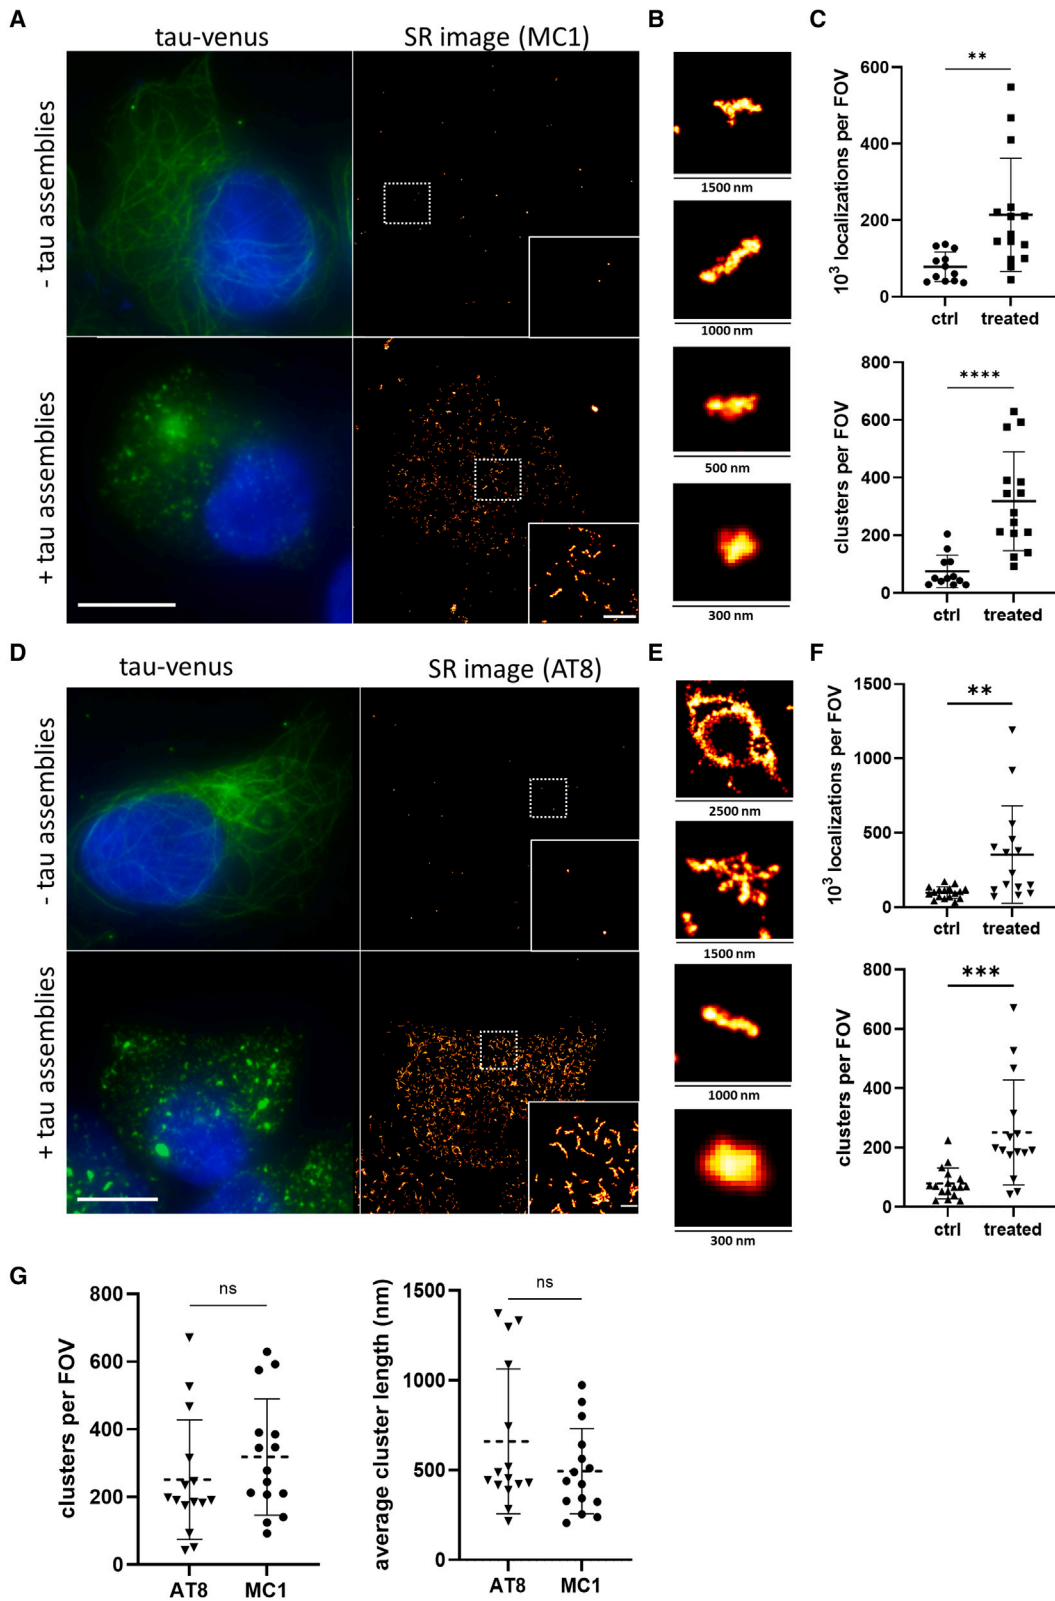 A
tau-venus
SR image (MC1)
- tau assemblies
+ tau assemblies
B
1500 nm
1000 nm
500 nm
300 nm
C
**
600
400
200
0
10³ localizations per FOV
ctrl
treated
****
800
600
400
200
0
clusters per FOV
ctrl
treated
D
tau-venus
SR image (AT8)
- tau assemblies
+ tau assemblies
E
2500 nm
1500 nm
1000 nm
300 nm
F
**
1500
1000
500
0
10³ localizations per FOV
ctrl
treated
***
800
600
400
200
0
clusters per FOV
ctrl
treated
G
ns
800
600
400
200
0
clusters per FOV
AT8
MC1
ns
1500
1000
500
0
average cluster length (nm)
AT8
MC1